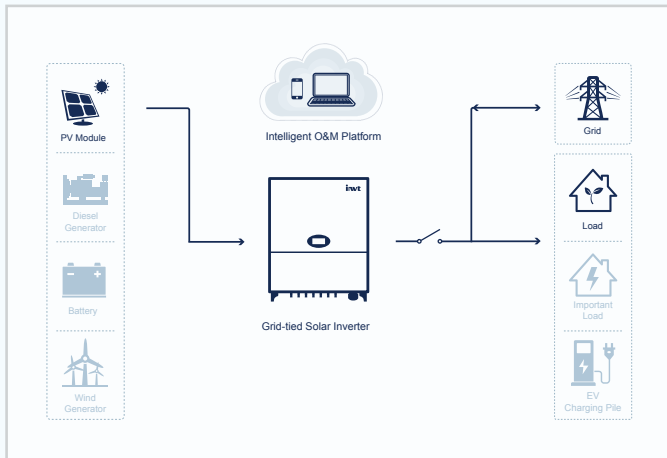 PV Module
Diesel
Generator
Battery
Wind
Generator
Intelligent O&M Platform
Grid-tied Solar Inverter
Grid
Load
Important
Load
EV
Charging Pile